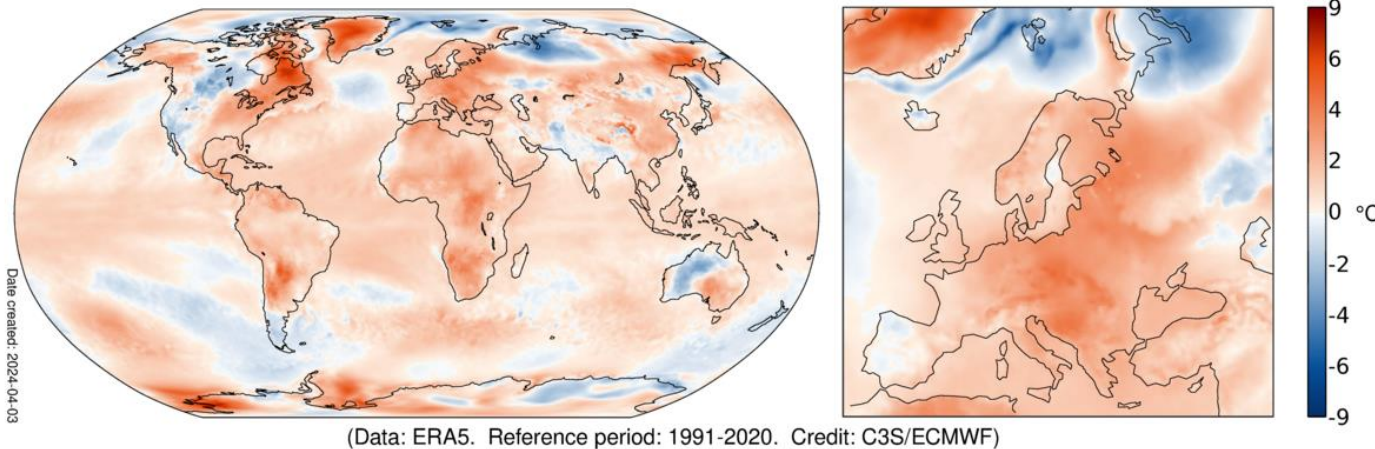 9
6
4
2
0 °C
-2
-4
-6
-9
Date created: 2024-04-03
(Data: ERA5. Reference period: 1991-2020. Credit: C3S/ECMWF)